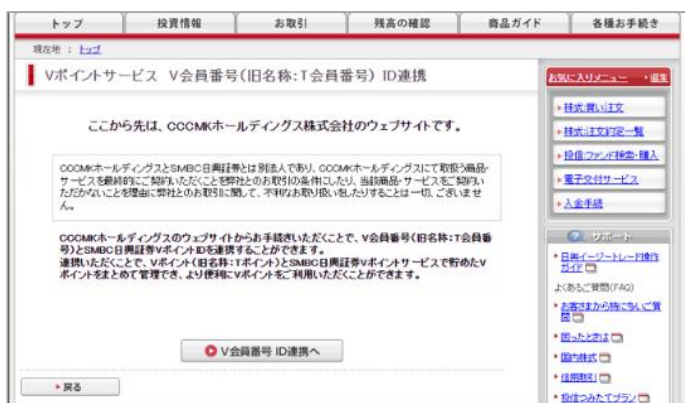 トップ
投資情報
お取引
残高の確認
商品ガイド
各種お手続き
現在地 : トップ
Vポイントサービス V会員番号(旧名称:T会員番号) ID連携
ここから先は、CCCMKホールディングス株式会社のウェブサイトです。
CCCMKホールディングスとSMBC日興証券とは別法人であり、CCCMKホールディングスにて取扱う商品・
サービスを最終的にご契約いただくことを弊社とのお取引の条件にしたり、当該商品・サービスをご契約い
ただかないことを理由に弊社とのお取引に関して、不利なお取り扱いをしたりすることは一切、ございませ
ん。
CCCMKホールディングスのウェブサイトからお手続きいただくことで、V会員番号(旧名称:T会員番
号)とSMBC日興証券VポイントIDを連携することができます。
連携いただくことで、Vポイント(旧名称:Tポイント)とSMBC日興証券Vポイントサービスで貯めたV
ポイントをまとめて管理でき、より便利にVポイントをご利用いただくことができます。
V会員番号 ID連携へ
戻る
お気に入りメニュー
編集
株式:買い注文
株式:注文約定一覧
投信:ファンド検索・購入
電子交付サービス
入金手続
サポート
日興イージートレード操作
ガイド
よくあるご質問(FAQ)
お客さまから特に多いご質
問
困ったときは
国内株式
信用取引
投信つみたてプラン